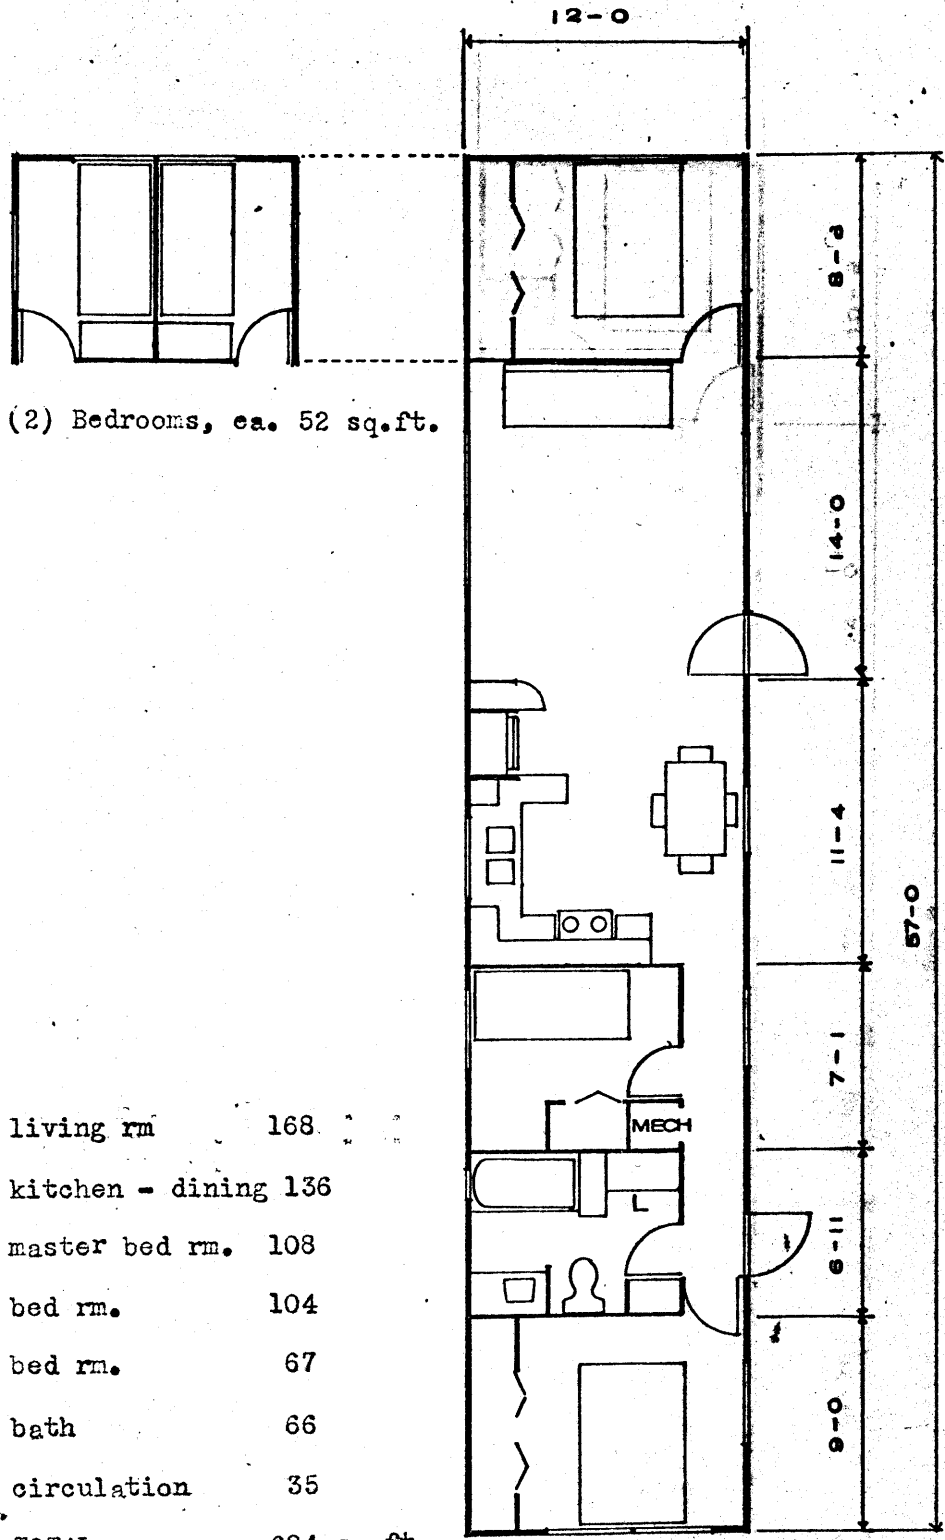 12-0
8-8
(2) Bedrooms, ea. 52 sq.ft.
14-0
11-4
57-0
7-1
living rm 168
MECH
kitchen - dining 136
L
master bed rm. 108
6-11
bed rm. 104
bed rm. 67
bath 66
9-0
circulation 35